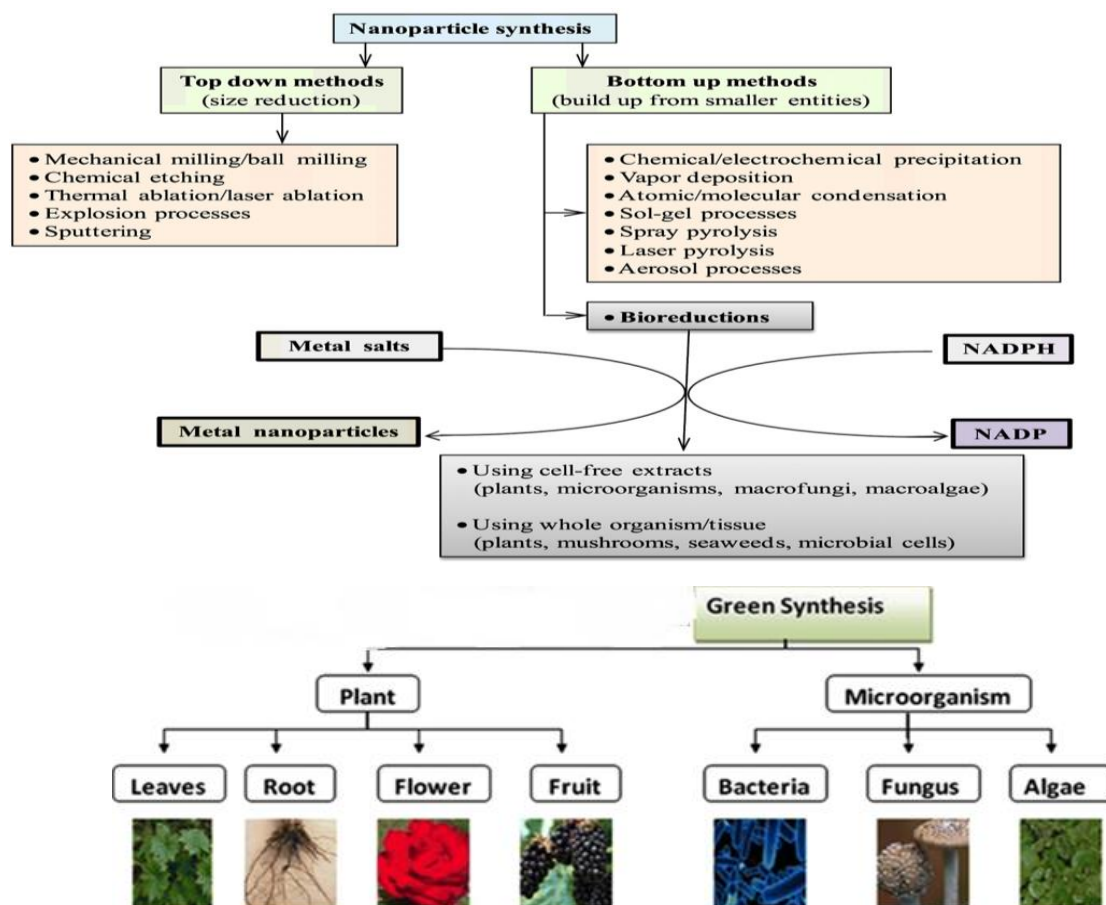 Nanoparticle synthesis
Top down methods
(size reduction)
Bottom up methods
(build up from smaller entities)
• Mechanical milling/ball milling
• Chemical etching
• Thermal ablation/laser ablation
• Explosion processes
• Sputtering
• Chemical/electrochemical precipitation
• Vapor deposition
• Atomic/molecular condensation
• Sol-gel processes
• Spray pyrolysis
• Laser pyrolysis
• Aerosol processes
• Bioreductions
Metal salts
NADPH
Metal nanoparticles
NADP
• Using cell-free extracts
(plants, microorganisms, macrofungi, macroalgae)
• Using whole organism/tissue
(plants, mushrooms, seaweeds, microbial cells)
Green Synthesis
Plant
Microorganism
Leaves
Root
Flower
Fruit
Bacteria
Fungus
Algae